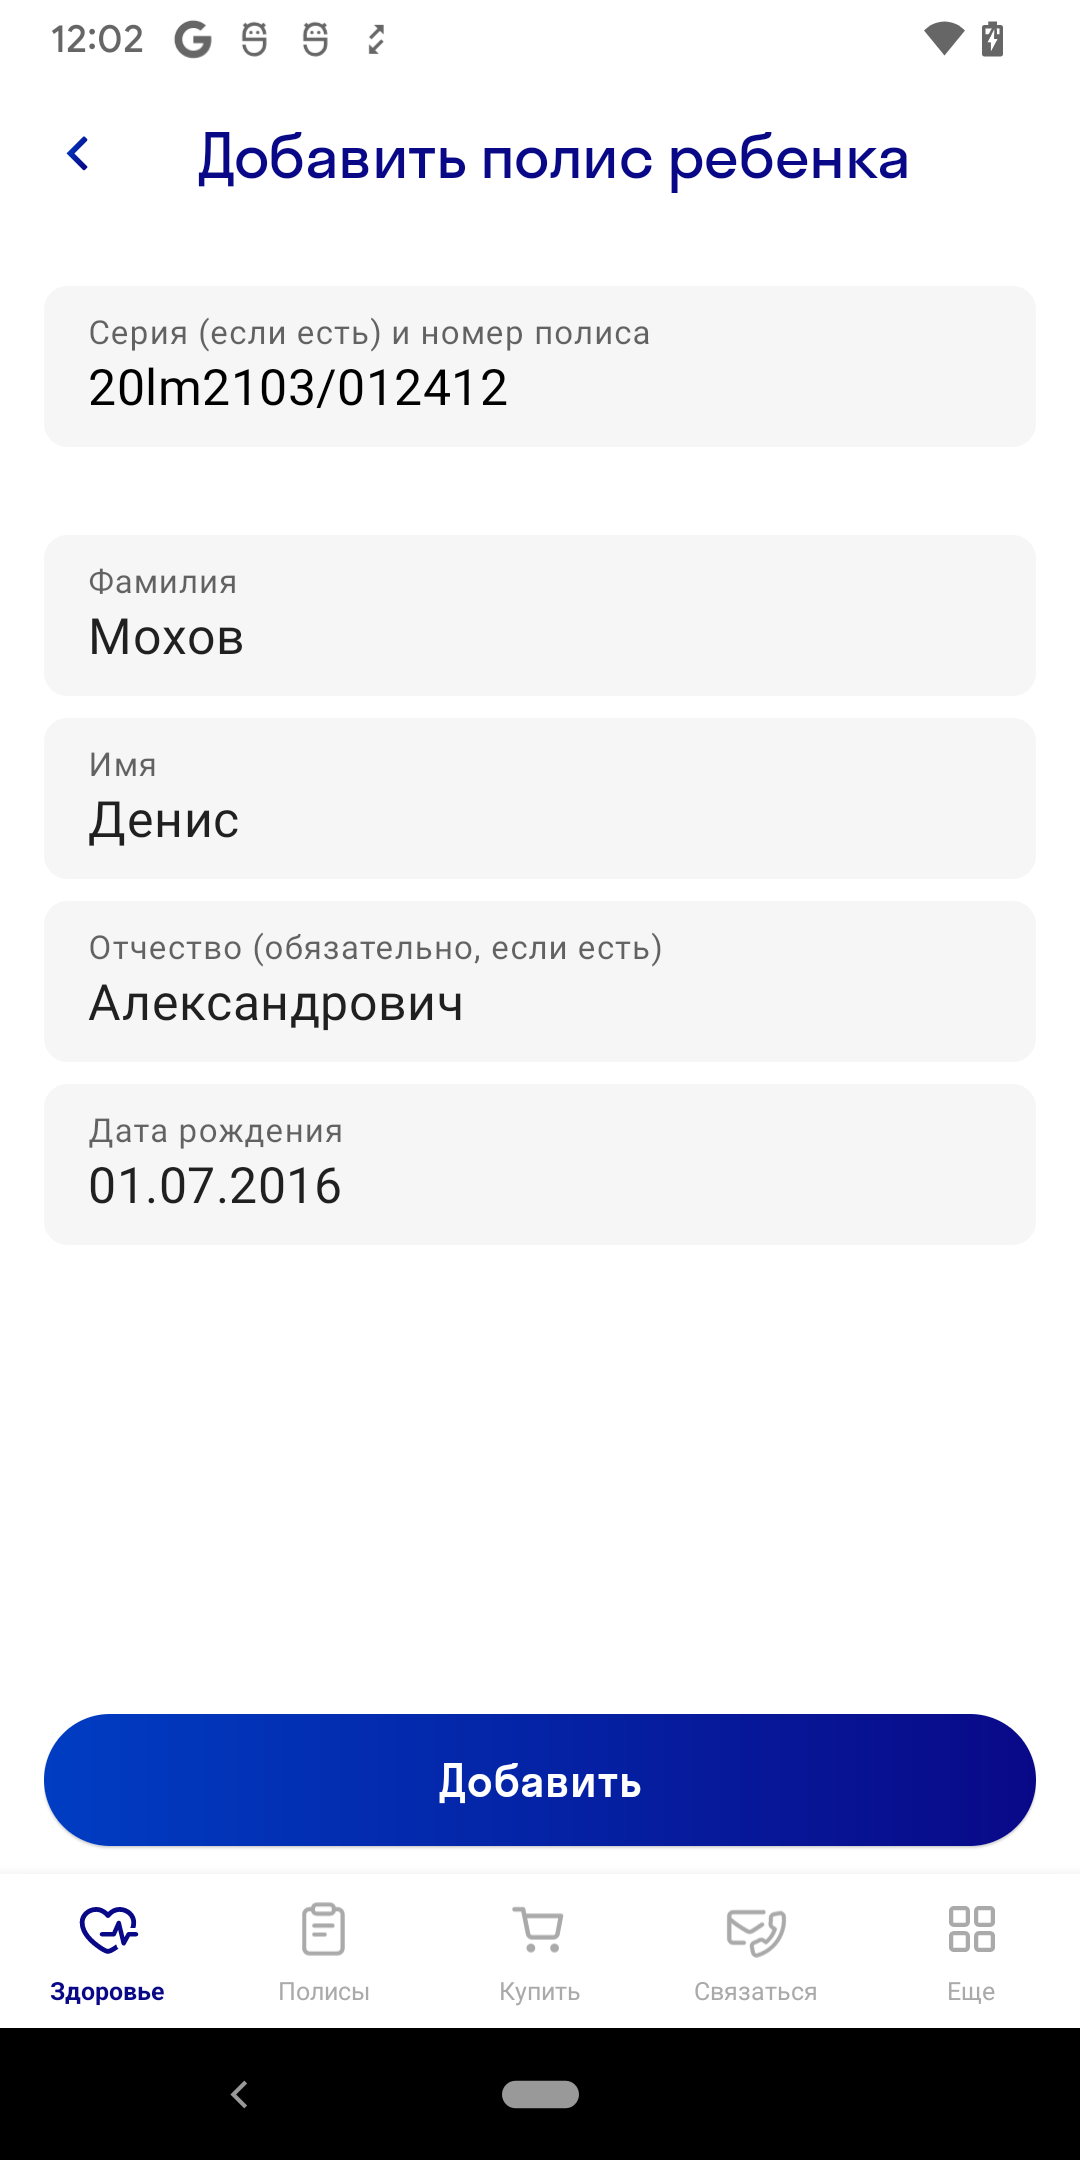 12:02
Добавить полис ребенка
Серия (если есть) и номер полиса
20lm2103/012412
Фамилия
Мохов
Имя
Денис
Отчество (обязательно, если есть)
Александрович
Дата рождения
01.07.2016
Добавить
Здоровье Полисы Купить Связаться Еще